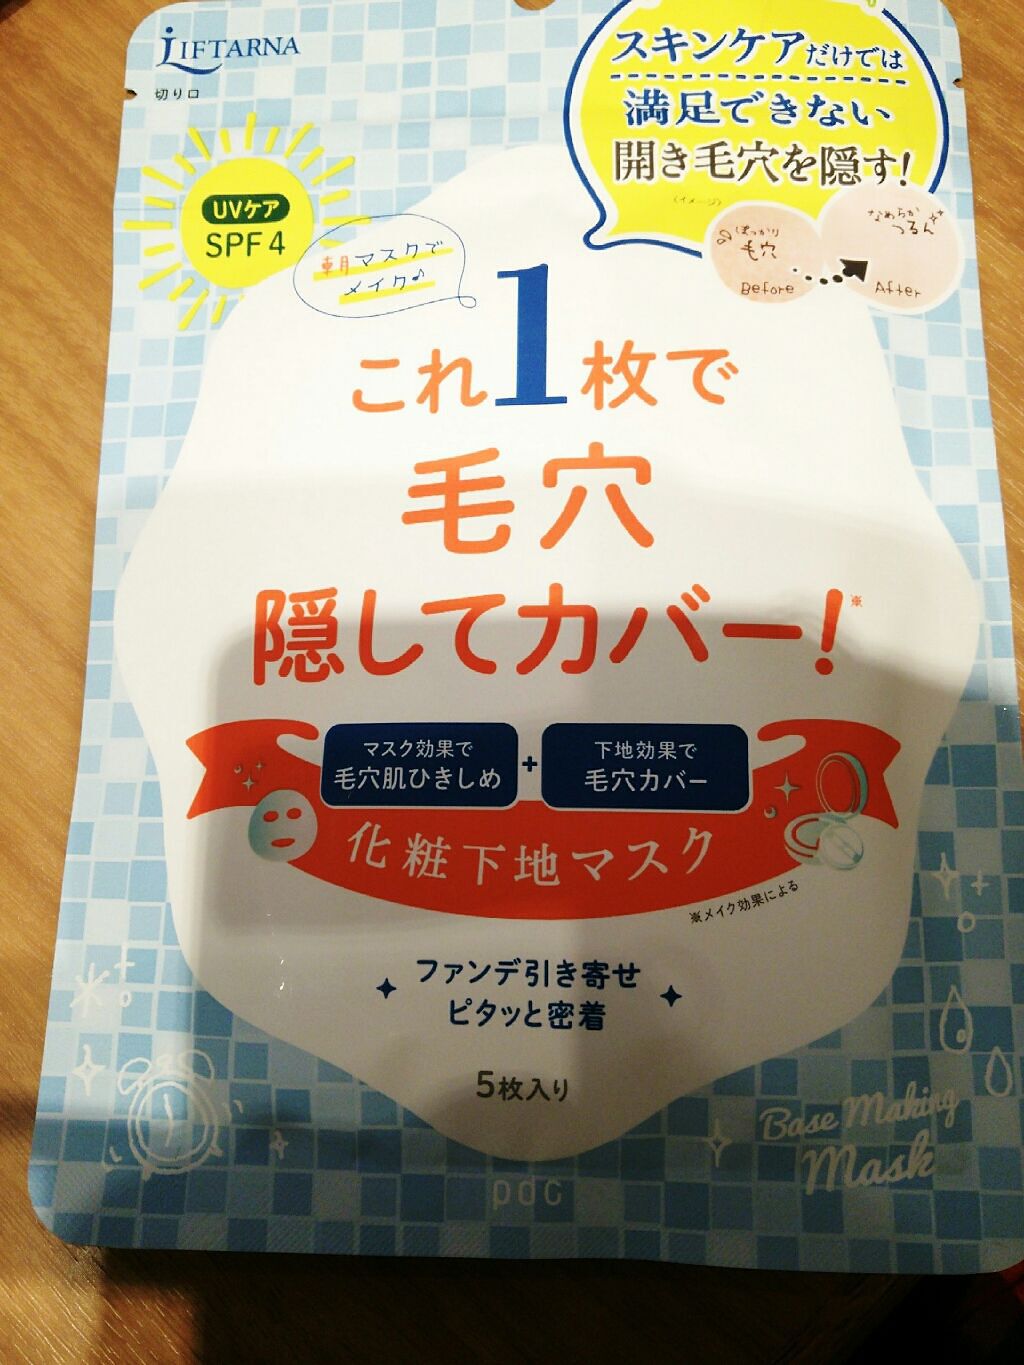 LIFTARNA
切り口
スキンケアだけでは
満足できない
開き毛穴を隠す!
(イメージ)
ぽっかり
毛穴
Before
なめらか
つるん
After
UVケア
SPF4
朝マスクで
メイク♪
これ1枚で
毛穴
隠してカバー!※
マスク効果で
毛穴肌ひきしめ
+
下地効果で
毛穴カバー
化粧下地マスク
※メイク効果による
ファンデ引き寄せ
ピタッと密着
5枚入り
Base Making
Mask
pdc